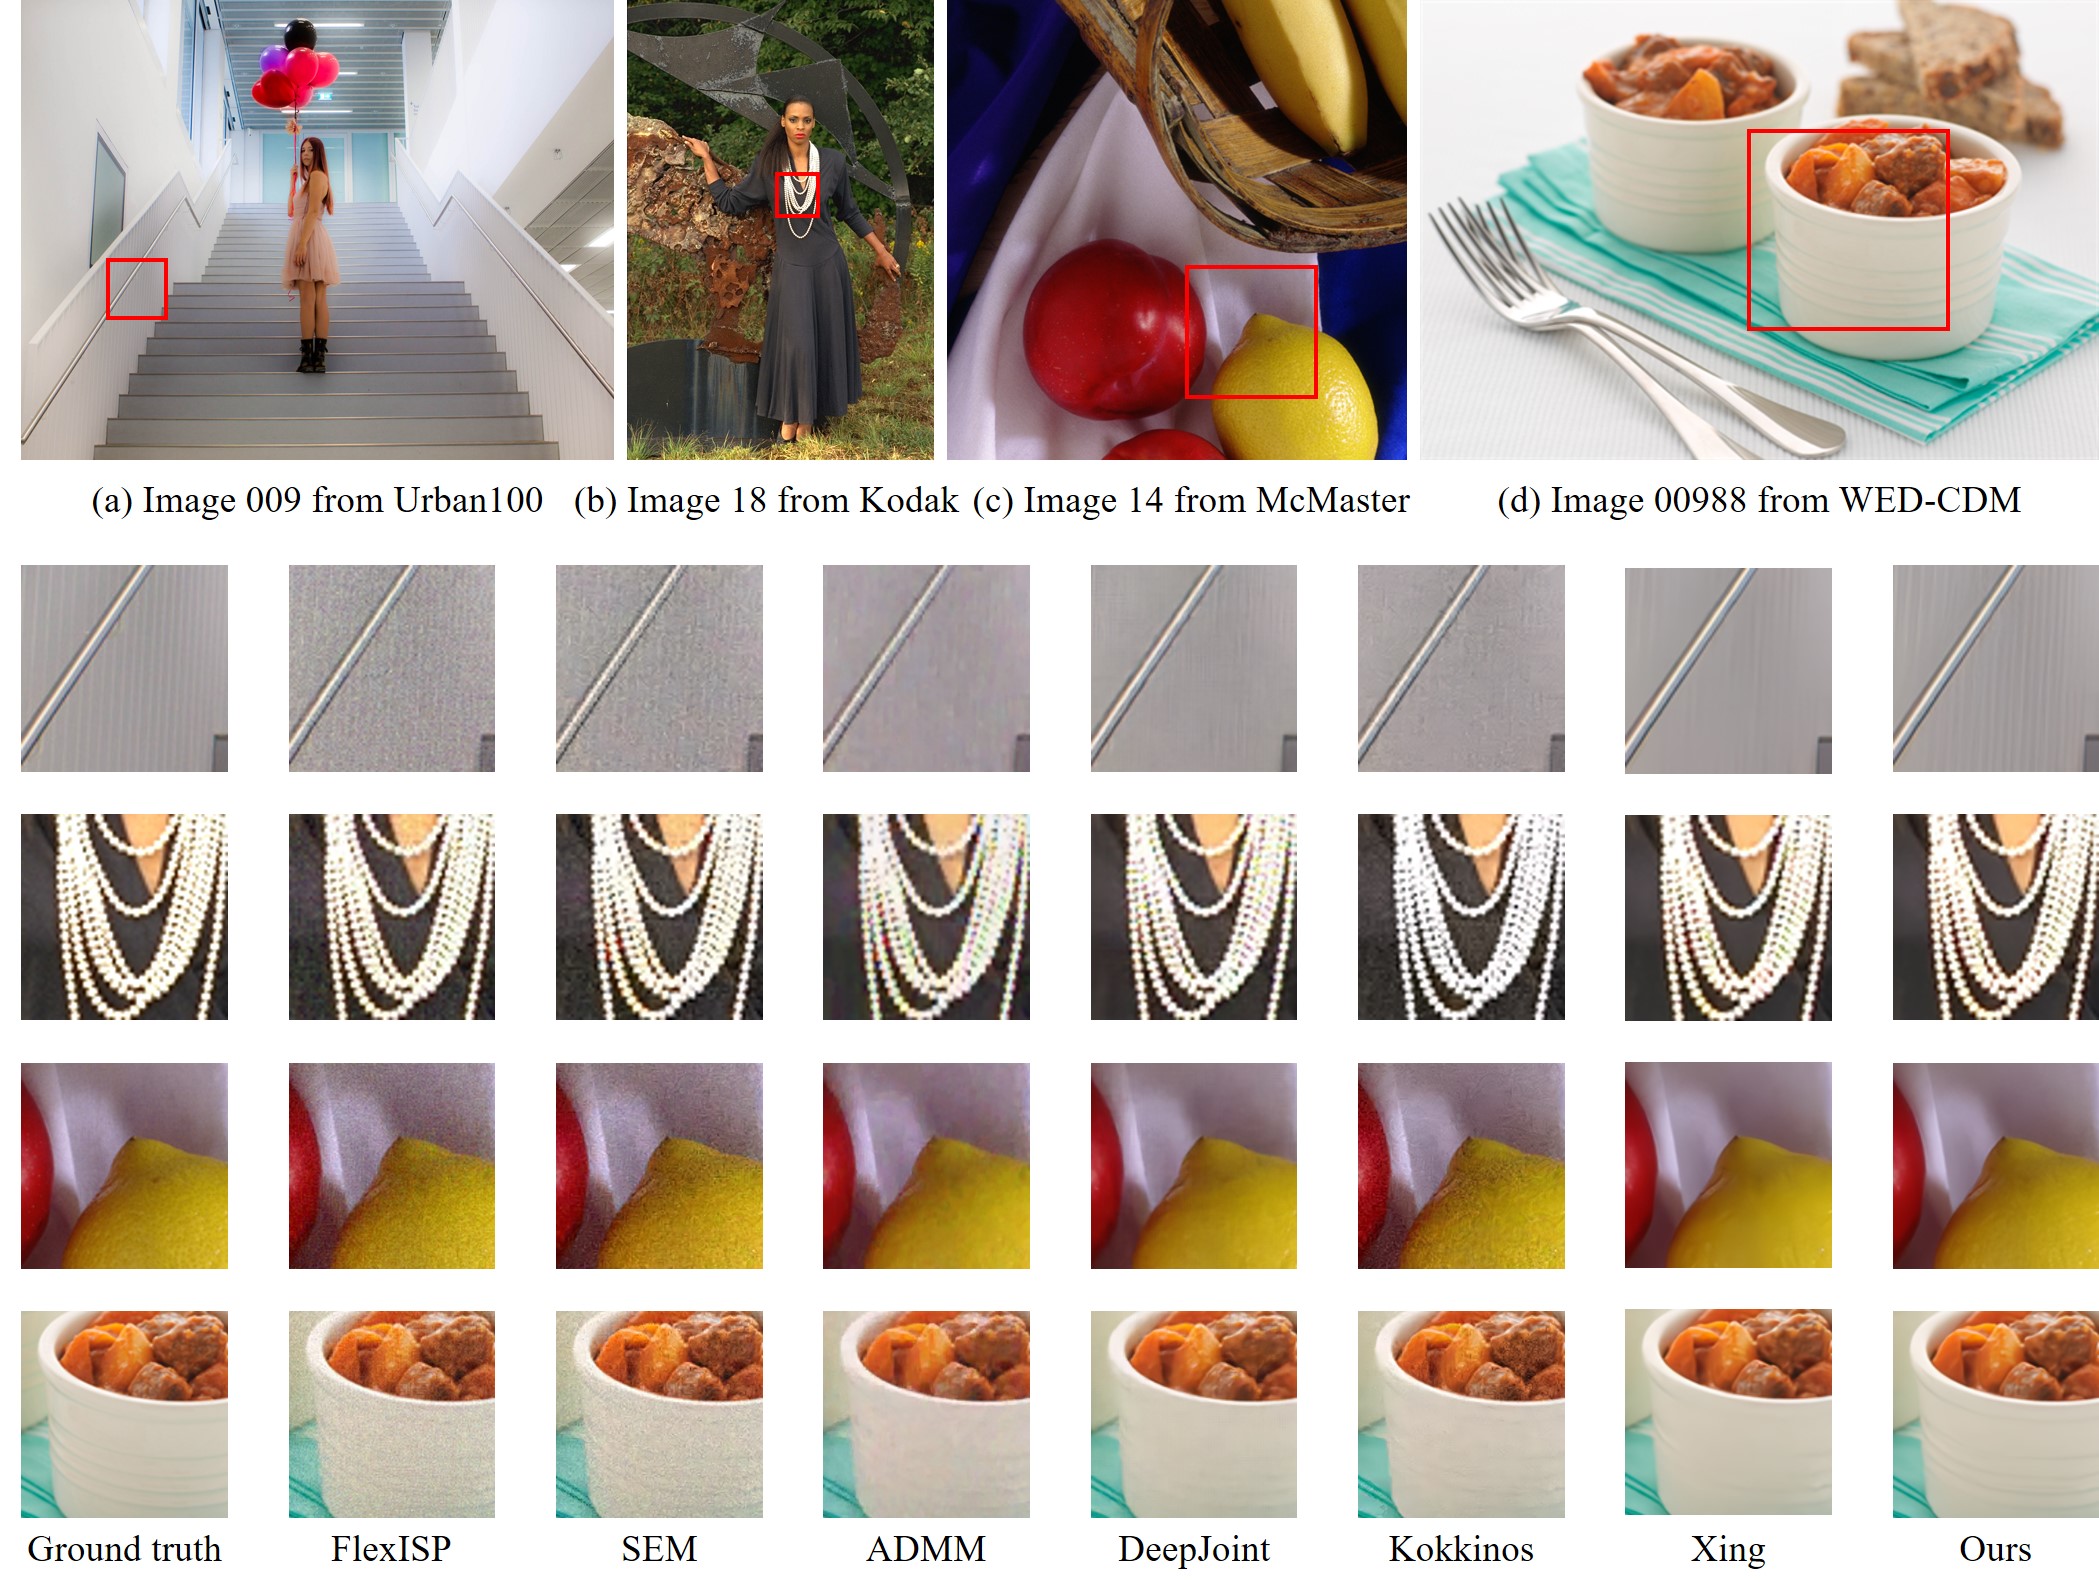 (a) Image 009 from Urban100
(b) Image 18 from Kodak
(c) Image 14 from McMaster
(d) Image 00988 from WED-CDM
Ground truth
FlexISP
SEM
ADMM
DeepJoint
Kokkinos
Xing
Ours